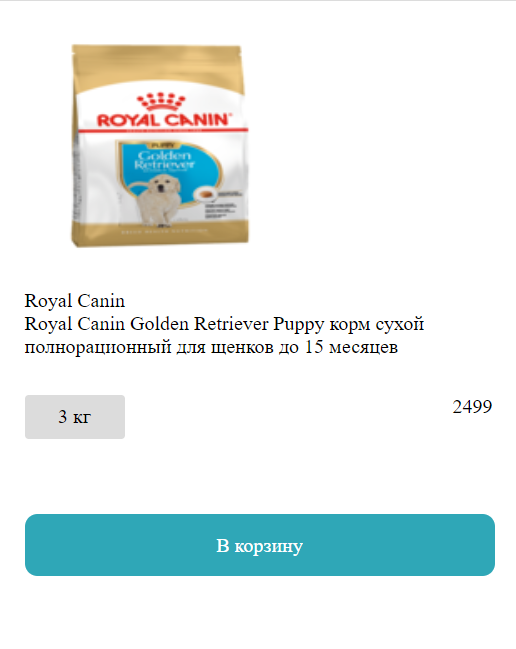 ROYAL CANIN
PUPPY
Golden
Retriever
Royal Canin
Royal Canin Golden Retriever Puppy корм сухой
полнорационный для щенков до 15 месяцев
3 кг
2499
В корзину